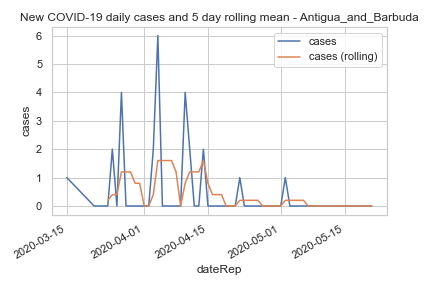 New COVID-19 daily cases and 5 day rolling mean - Antigua_and_Barbuda
cases
cases (rolling)
6
5
4
3
2
1
0
cases
2020-03-15
2020-04-01
2020-04-15
2020-05-01
2020-05-15
dateRep